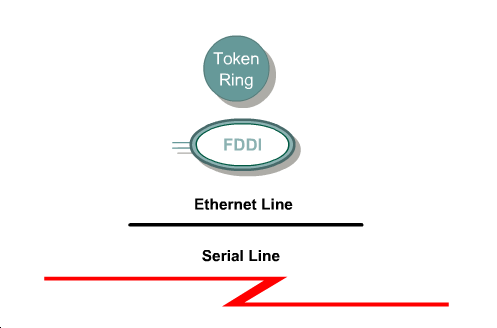 Token
Ring
FDDI
Ethernet Line
Serial Line